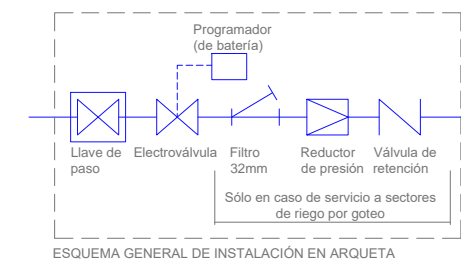 Programador
(de batería)
Llave de
paso
Electroválvula
Filtro
32mm
Reductor
de presión
Válvula de
retención
Sólo en caso de servicio a sectores
de riego por goteo
ESQUEMA GENERAL DE INSTALACIÓN EN ARQUETA